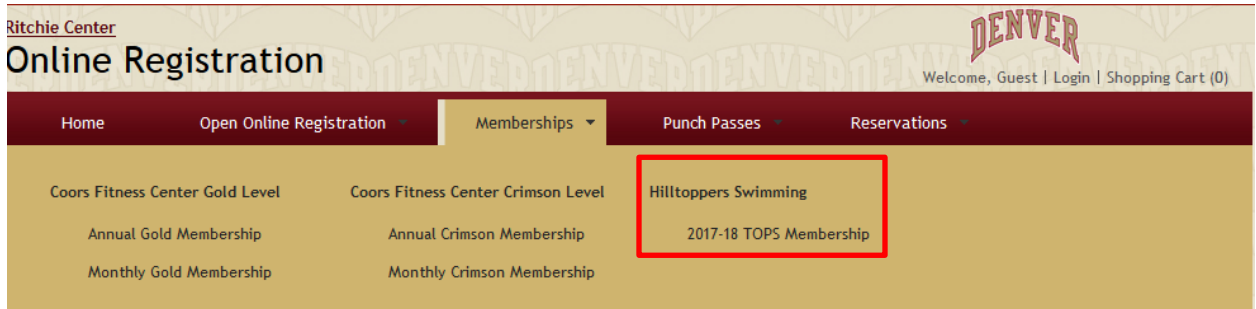 Ritchie Center
Online Registration
DENVER
Welcome, Guest | Login | Shopping Cart (0)
Home Open Online Registration Memberships Punch Passes Reservations
Coors Fitness Center Gold Level Coors Fitness Center Crimson Level Hilltoppers Swimming
Annual Gold Membership Annual Crimson Membership 2017-18 TOPS Membership
Monthly Gold Membership Monthly Crimson Membership